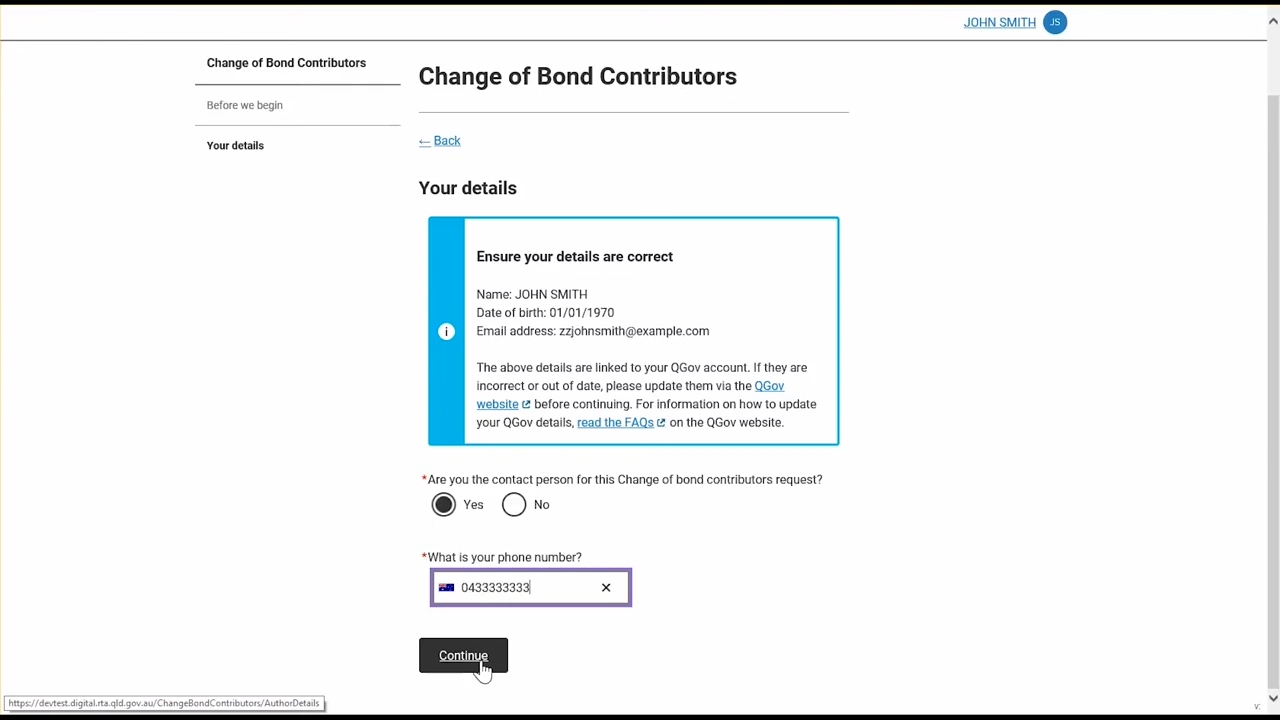 JOHN SMITH JS
Change of Bond Contributors
Before we begin
Your details
Change of Bond Contributors
← Back
Your details
Ensure your details are correct
Name: JOHN SMITH
Date of birth: 01/01/1970
Email address: zzjohnsmith@example.com
The above details are linked to your QGov account. If they are
incorrect or out of date, please update them via the QGov
website before continuing. For information on how to update
your QGov details, read the FAQs on the QGov website.
*Are you the contact person for this Change of bond contributors request?
Yes No
*What is your phone number?
0433333333
Continue
https://devtest.digital.rta.qld.gov.au/ChangeBondContributors/AuthorDetails
v: